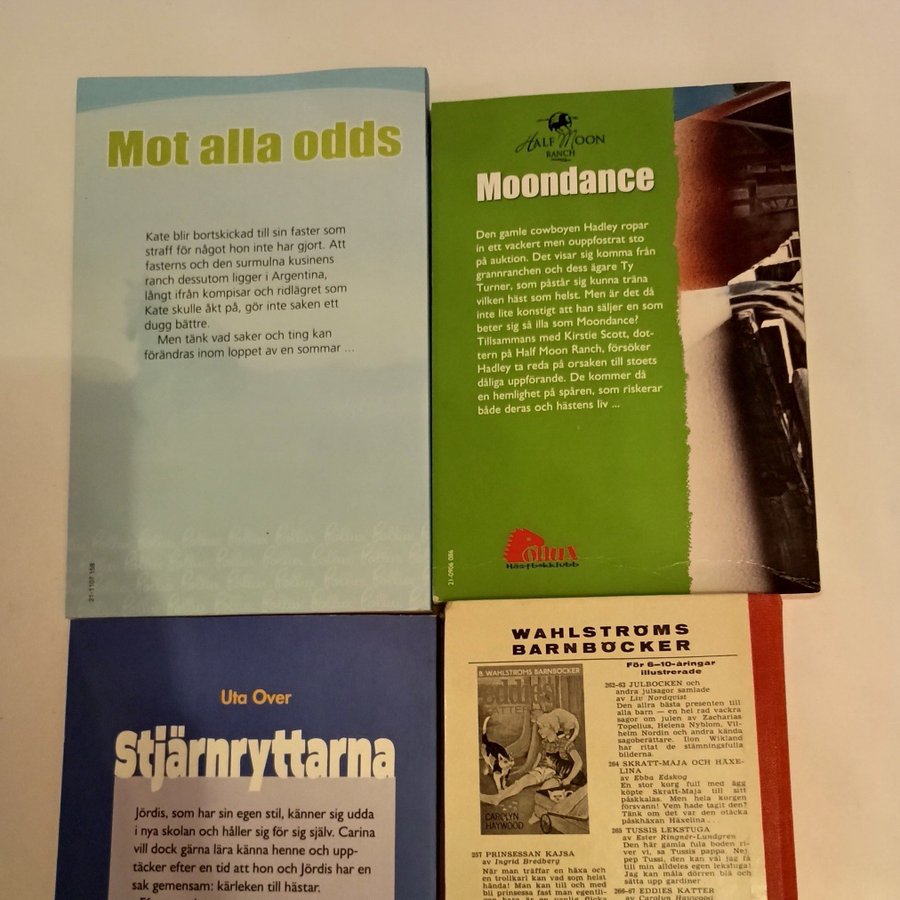 Mot alla odds
Kate blir bortskickad till sin faster som
straff för något hon inte har gjort. Att
fasterns och den surmulna kusinens
ranch dessutom ligger i Argentina,
långt ifrån kompisar och ridlägret som
Kate skulle åkt på, gör inte saken ett
dugg bättre.
Men tänk vad saker och ting kan
förändras inom loppet av en sommar ...
21-1107 158
HALF MOON
RANCH
Moondance
Den gamle cowboyen Hadley ropar
in ett vackert men ouppfostrat sto
på auktion. Det visar sig komma från
grannranchen och dess ägare Ty
Turner, som påstår sig kunna träna
vilken häst som helst. Men är det då
inte lite konstigt att han säljer en som
beter sig så illa som Moondance?
Tillsammans med Kirstie Scott, dot-
tern på Half Moon Ranch, försöker
Hadley ta reda på orsaken till stoets
dåliga uppförande. De kommer då
en hemlighet på spåren, som riskerar
både deras och hästens liv ...
Pollux
Hästbokklubb
21-0906 086
Uta Over
Stjärnryttarna
Jördis, som har sin egen stil, känner sig udda
i nya skolan och håller sig för sig själv. Carina
vill dock gärna lära känna henne och upp-
täcker efter en tid att hon och Jördis har en
sak gemensam: kärleken till hästar.
WAHLSTRÖMS
BARNBÖCKER
För 6–10-åringar
illustrerade
B. WAHLSTRÖMS BARNBÖCKER
CAROLYN
HAYWOOD
257 PRINSESSAN KAJSA
av Ingrid Bredberg
När man träffar en häxa och
en trollkarl kan vad som helst
hända! Man kan till och med
bli prinsessa fast man egentli-
262-63 JULBOCKEN och
andra julsagor samlade
av Liv Nordqvist
Den allra bästa presenten till
alla barn — en hel rad vackra
sagor om julen av Zacharias
Topelius, Helena Nyblom, Vil-
helm Nordin och andra kända
sagoberättare. Ilon Wikland
har ritat de stämningsfulla
bilderna.
264 SKRATT-MAJA OCH HÄXE-
LINA
av Ebba Edskog
En stor korg full med ägg
köpte Skratt-Maja till sitt
påskkalas. Men hela korgen
försvann! Vem hade tagit den?
Tänk om det var den otäcka
påskhäxan Häxelina . .
265 TUSSIS LEKSTUGA
av Ester Ringnér-Lundgren
Den här gamla fula boden ri-
ver vi, sa Tussis pappa. Nej,
pep Tussi, den kan väl jag få
till min alldeles egen lekstuga!
Jag kan måla dörren blå och
sätta upp gardiner
266-67 EDDIES KATTER
av Carolyn Haywood